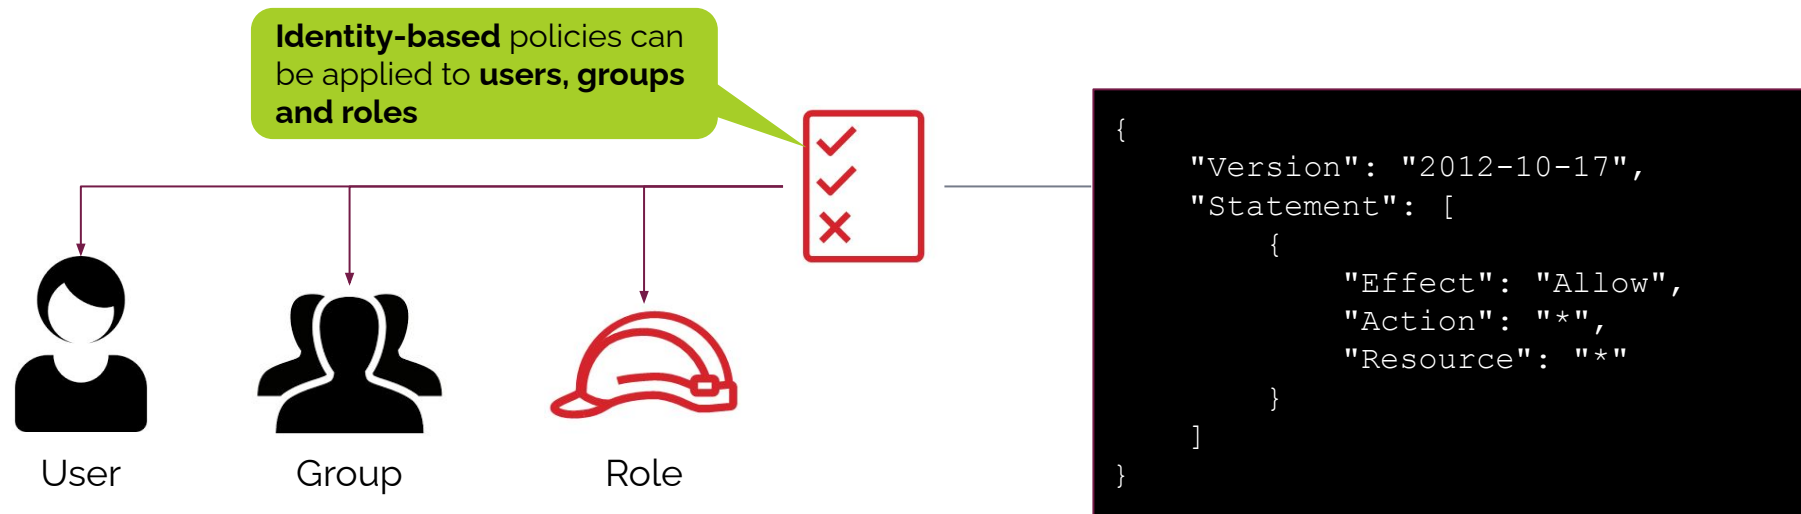 Identity-based policies can
be applied to users, groups
and roles
{
"Version": "2012-10-17",
"Statement": [
{
"Effect": "Allow",
"Action": "*",
"Resource": "*"
}
]
}
User
Group
Role